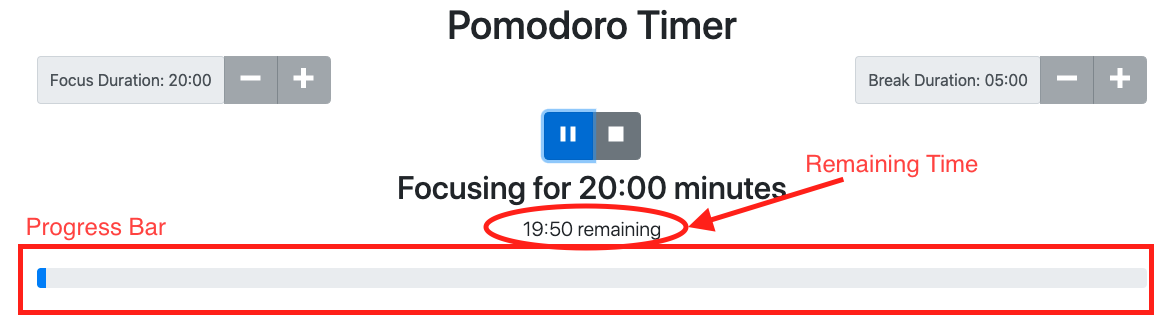 Pomodoro Timer
Focus Duration: 20:00
Break Duration: 05:00
Remaining Time
Focusing for 20:00 minutes
Progress Bar
19:50 remaining